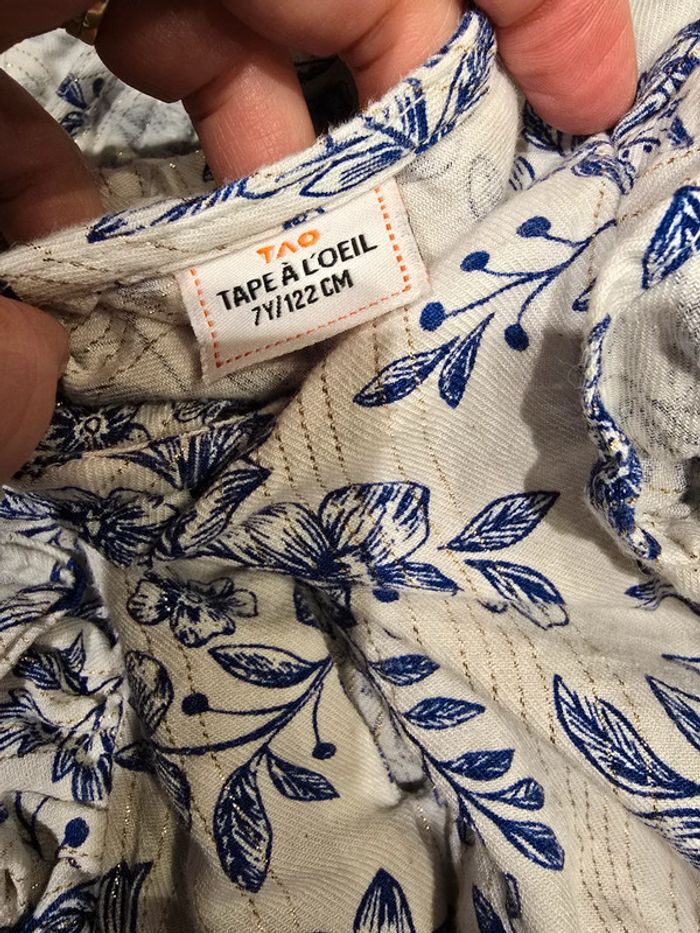 TAO
TAPE À L'OEIL
7Y/122 CM